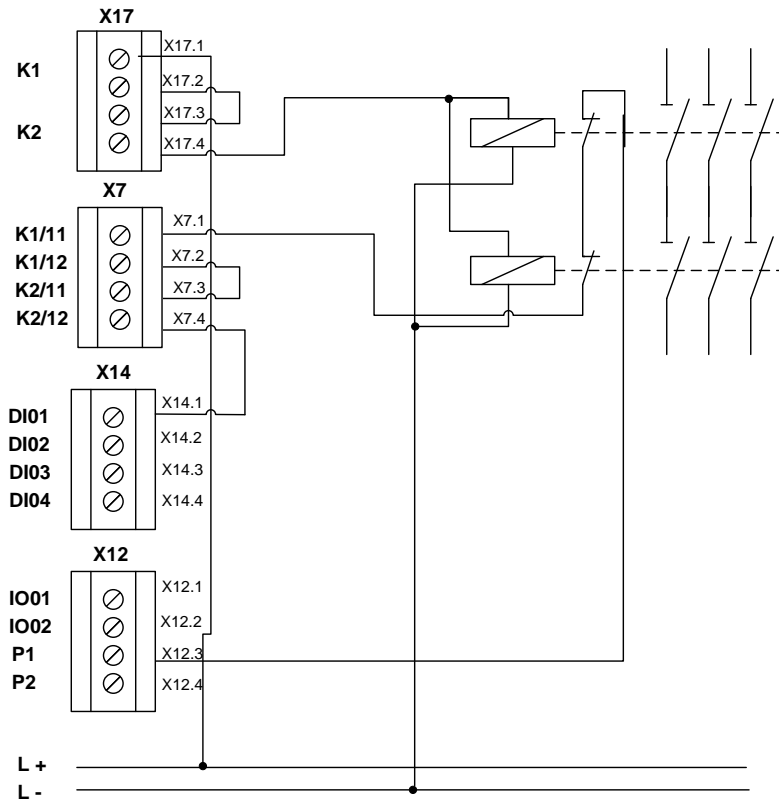 X17
K1
K2
X17.1
X17.2
X17.3
X17.4
X7
K1/11
K1/12
K2/11
K2/12
X7.1
X7.2
X7.3
X7.4
X14
DI01
DI02
DI03
DI04
X14.1
X14.2
X14.3
X14.4
X12
IO01
IO02
P1
P2
X12.1
X12.2
X12.3
X12.4
L +
L -